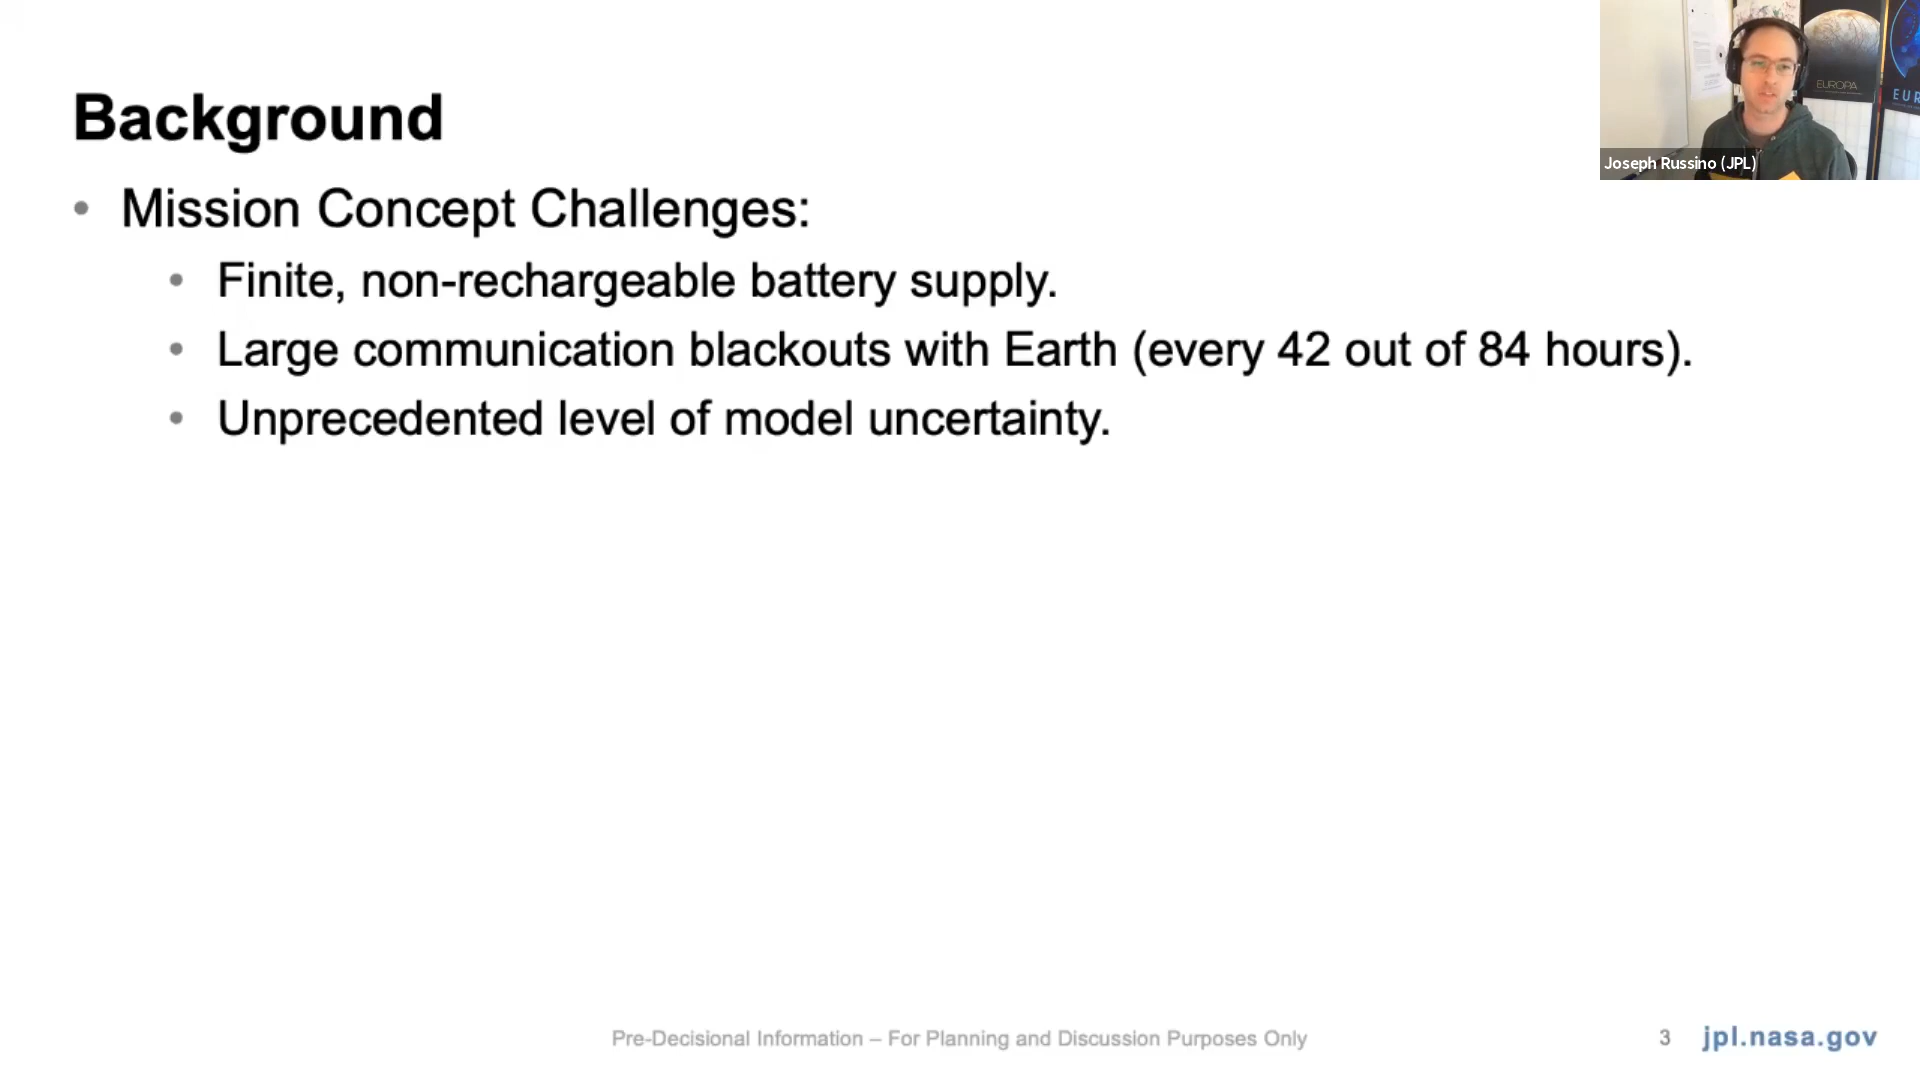 Background
• Mission Concept Challenges:
• Finite, non-rechargeable battery supply.
• Large communication blackouts with Earth (every 42 out of 84 hours).
• Unprecedented level of model uncertainty.
EUROPA
EUR
Joseph Russino (JPL)
Pre-Decisional Information – For Planning and Discussion Purposes Only
3
jpl.nasa.gov